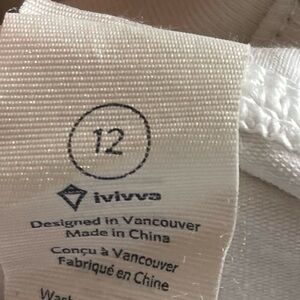 12
ivivva
Designed in Vancouver
Made in China
Conçu à Vancouver
Fabriqué en Chine